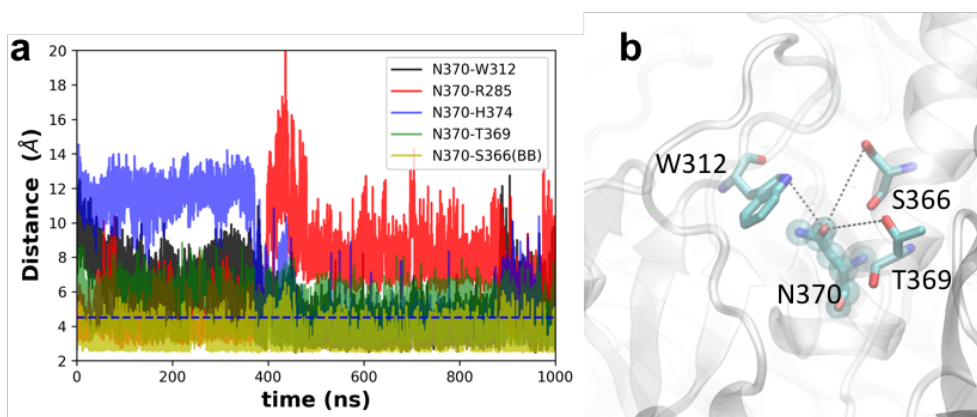 a
20
18
16
14
12
10
8
6
4
2
Distance (Å)
N370-W312
N370-R285
N370-H374
N370-T369
N370-S366(BB)
0 200 400 600 800 1000
time (ns)
b
W312
S366
N370
T369